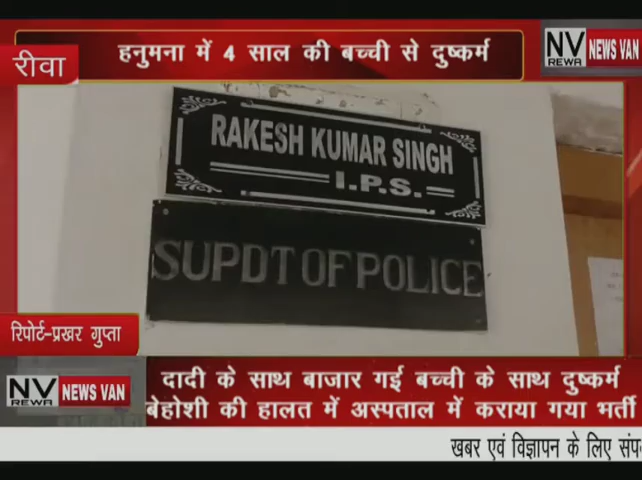 हनुमना में 4 साल की बच्ची से दुष्कर्म
NV
REWA
NEWS VAN
रीवा
RAKESH KUMAR SINGH
I.P.S.
SUPDT OF POLICE
रिपोर्ट-प्रखर गुप्ता
NV
REWA
NEWS VAN
दादी के साथ बाजार गई बच्ची के साथ दुष्कर्म
बेहोशी की हालत में अस्पताल में कराया गया भर्ती
खबर एवं विज्ञापन के लिए